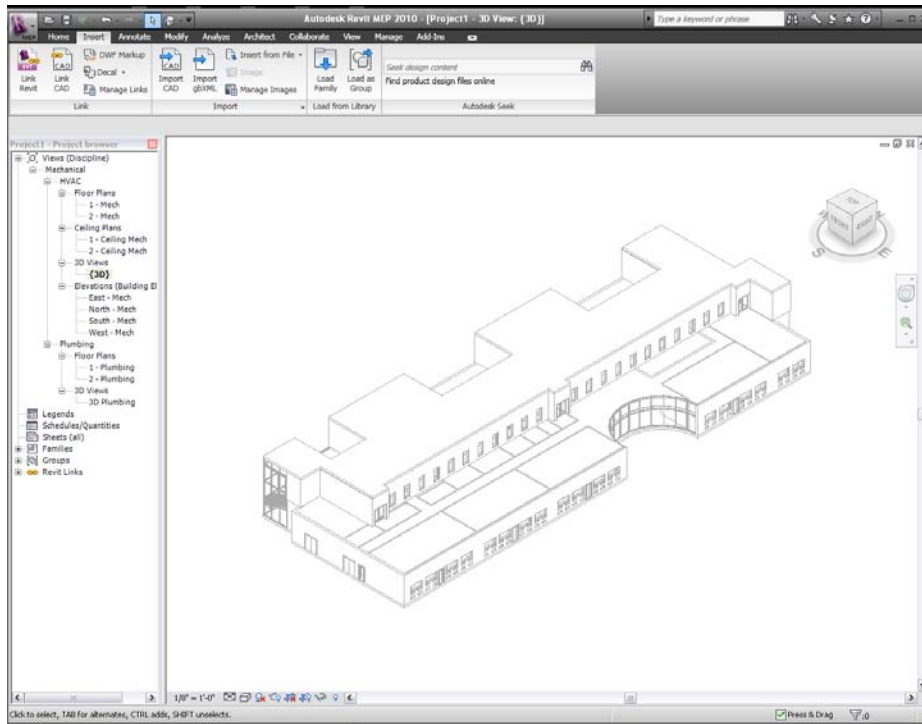 Autodesk Revit MEP 2010 - [Project1 - 3D View: {3D}]
Type a keyword or phrase
MEP
Home Insert Annotate Modify Analyze Architect Collaborate View Manage Add-Ins
DWF Markup
Decal
Manage Links
Link Revit
Link CAD
Import CAD
Import gbXML
Insert from File
Image
Manage Images
Load Family
Load as Group
Seek design content
Find product design files online
Link Import Load from Library Autodesk Seek
Project1 - Project browser
Views (Discipline)
Mechanical
HVAC
Floor Plans
1 - Mech
2 - Mech
Ceiling Plans
1 - Ceiling Mech
2 - Ceiling Mech
3D Views
{3D}
Elevations (Building E
East - Mech
North - Mech
South - Mech
West - Mech
Plumbing
Floor Plans
1 - Plumbing
2 - Plumbing
3D Views
3D Plumbing
Legends
Schedules/Quantities
Sheets (all)
Families
Groups
Revit Links
TOP
FRONT
RIGHT
S
E
1/8" = 1'-0"
Click to select, TAB for alternates, CTRL adds, SHIFT unselects.
Press & Drag
:0